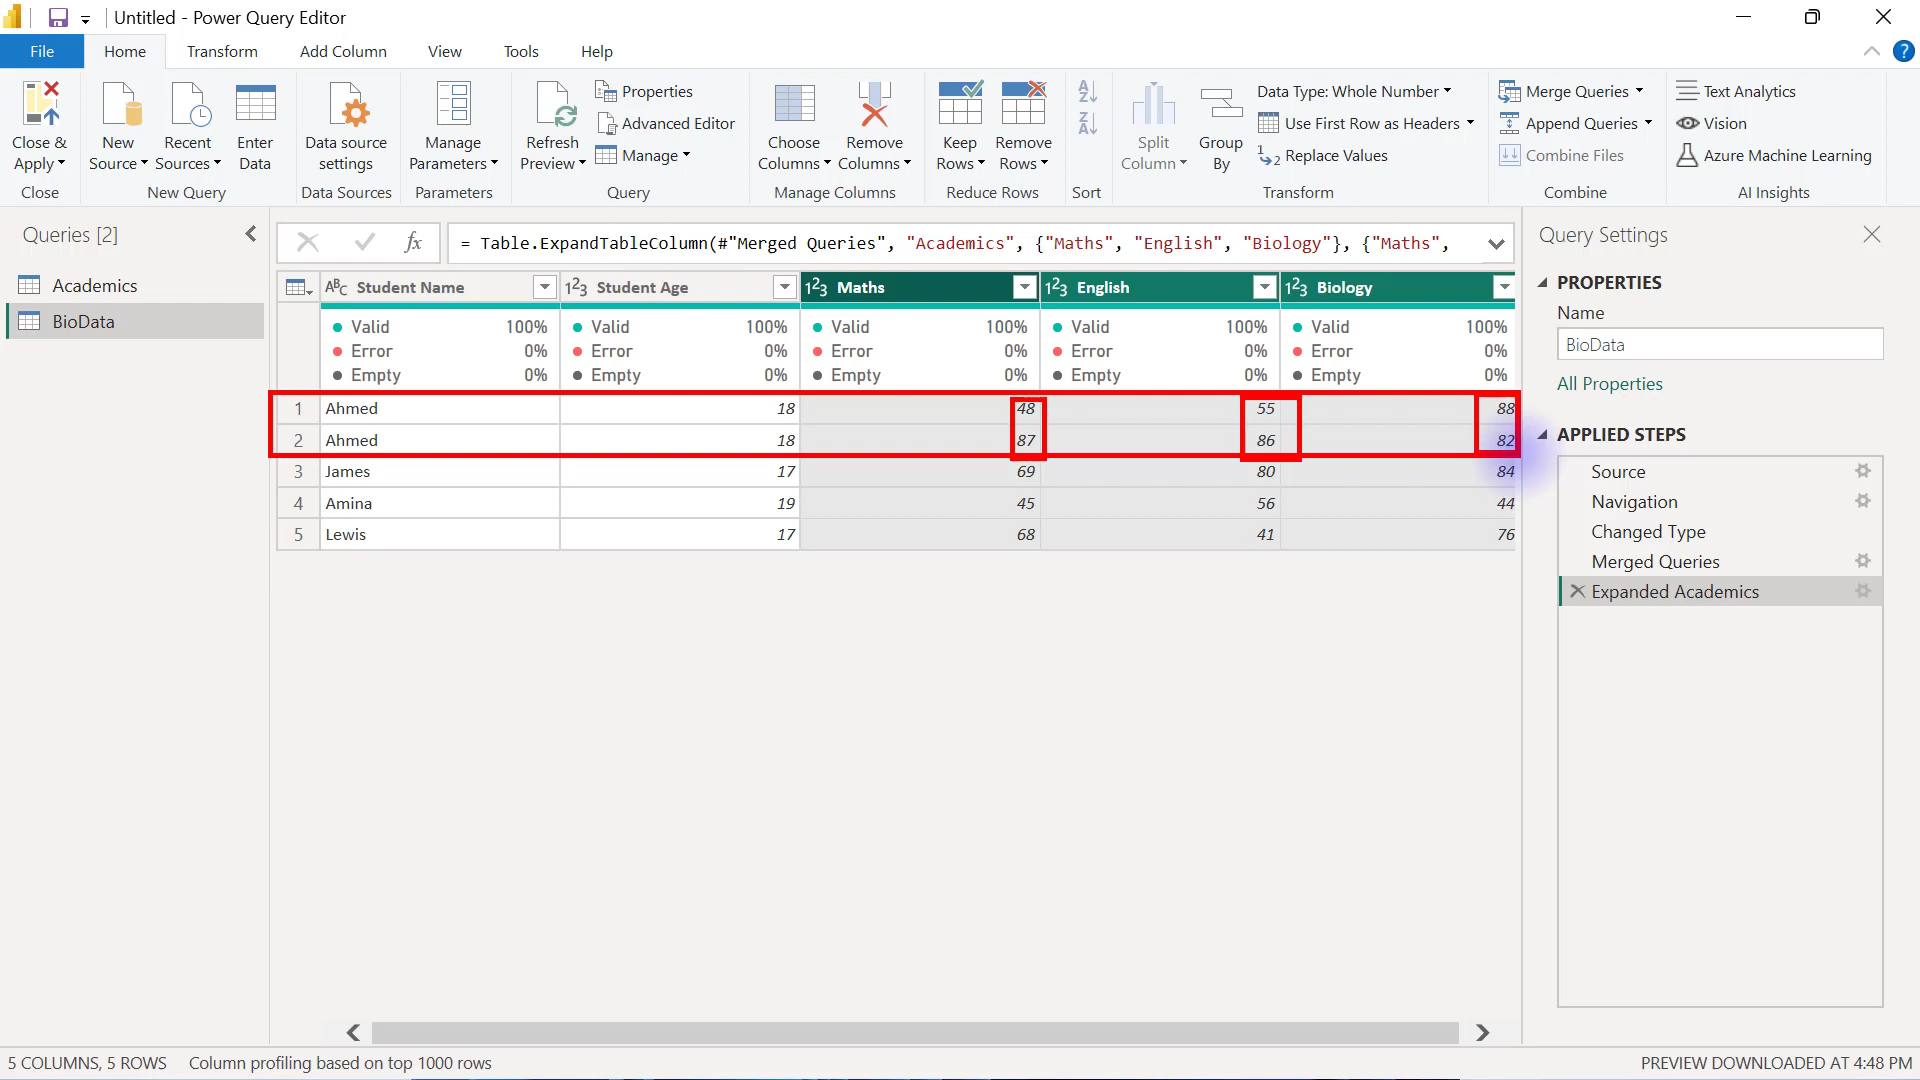 Untitled - Power Query Editor
File Home Transform Add Column View Tools Help
Close & Apply
New Source
Recent Sources
Enter Data
Data source settings
Manage Parameters
Refresh Preview
Properties
Advanced Editor
Manage
Choose Columns
Remove Columns
Keep Rows
Remove Rows
Split Column
Group By
Data Type: Whole Number
Use First Row as Headers
Replace Values
Merge Queries
Append Queries
Combine Files
Text Analytics
Vision
Azure Machine Learning
Close New Query Data Sources Parameters Query Manage Columns Reduce Rows Sort Transform Combine AI Insights
Queries [2]
Academics
BioData
fx = Table.ExpandTableColumn(#"Merged Queries", "Academics", {"Maths", "English", "Biology"}, {"Maths",
ABC Student Name 123 Student Age 123 Maths 123 English 123 Biology
Valid 100% Valid 100% Valid 100% Valid 100% Valid 100%
Error 0% Error 0% Error 0% Error 0% Error 0%
Empty 0% Empty 0% Empty 0% Empty 0% Empty 0%
1 Ahmed 18 48 55 88
2 Ahmed 18 87 86 82
3 James 17 69 80 84
4 Amina 19 45 56 44
5 Lewis 17 68 41 76
Query Settings
PROPERTIES
Name
BioData
All Properties
APPLIED STEPS
Source
Navigation
Changed Type
Merged Queries
Expanded Academics
5 COLUMNS, 5 ROWS Column profiling based on top 1000 rows
PREVIEW DOWNLOADED AT 4:48 PM